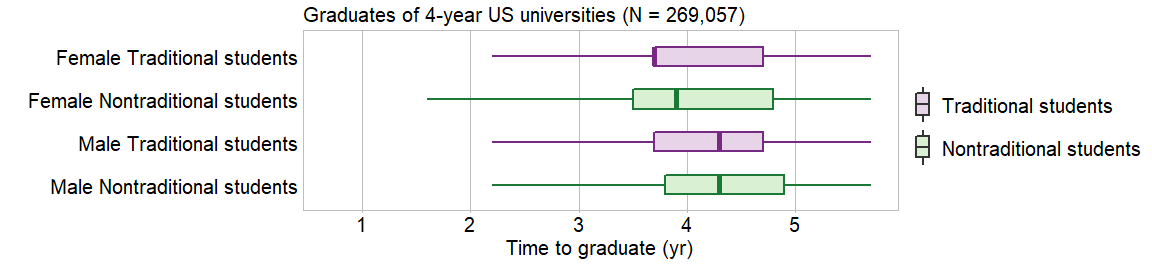 Graduates of 4-year US universities (N = 269,057)
Female Traditional students
Female Nontraditional students
Male Traditional students
Male Nontraditional students
1 2 3 4 5
Time to graduate (yr)
Traditional students
Nontraditional students